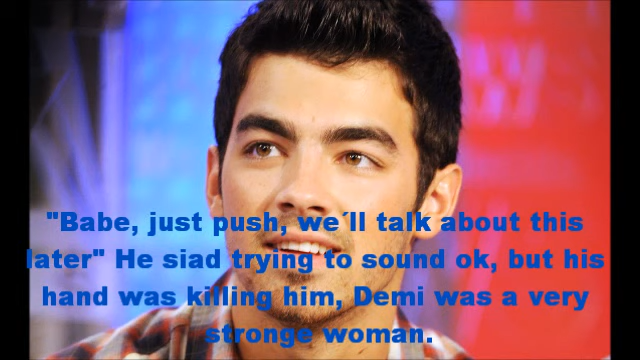 "Babe, just push, we´ll talk about this
later" He siad trying to sound ok, but his
hand was killing him, Demi was a very
stronge woman.